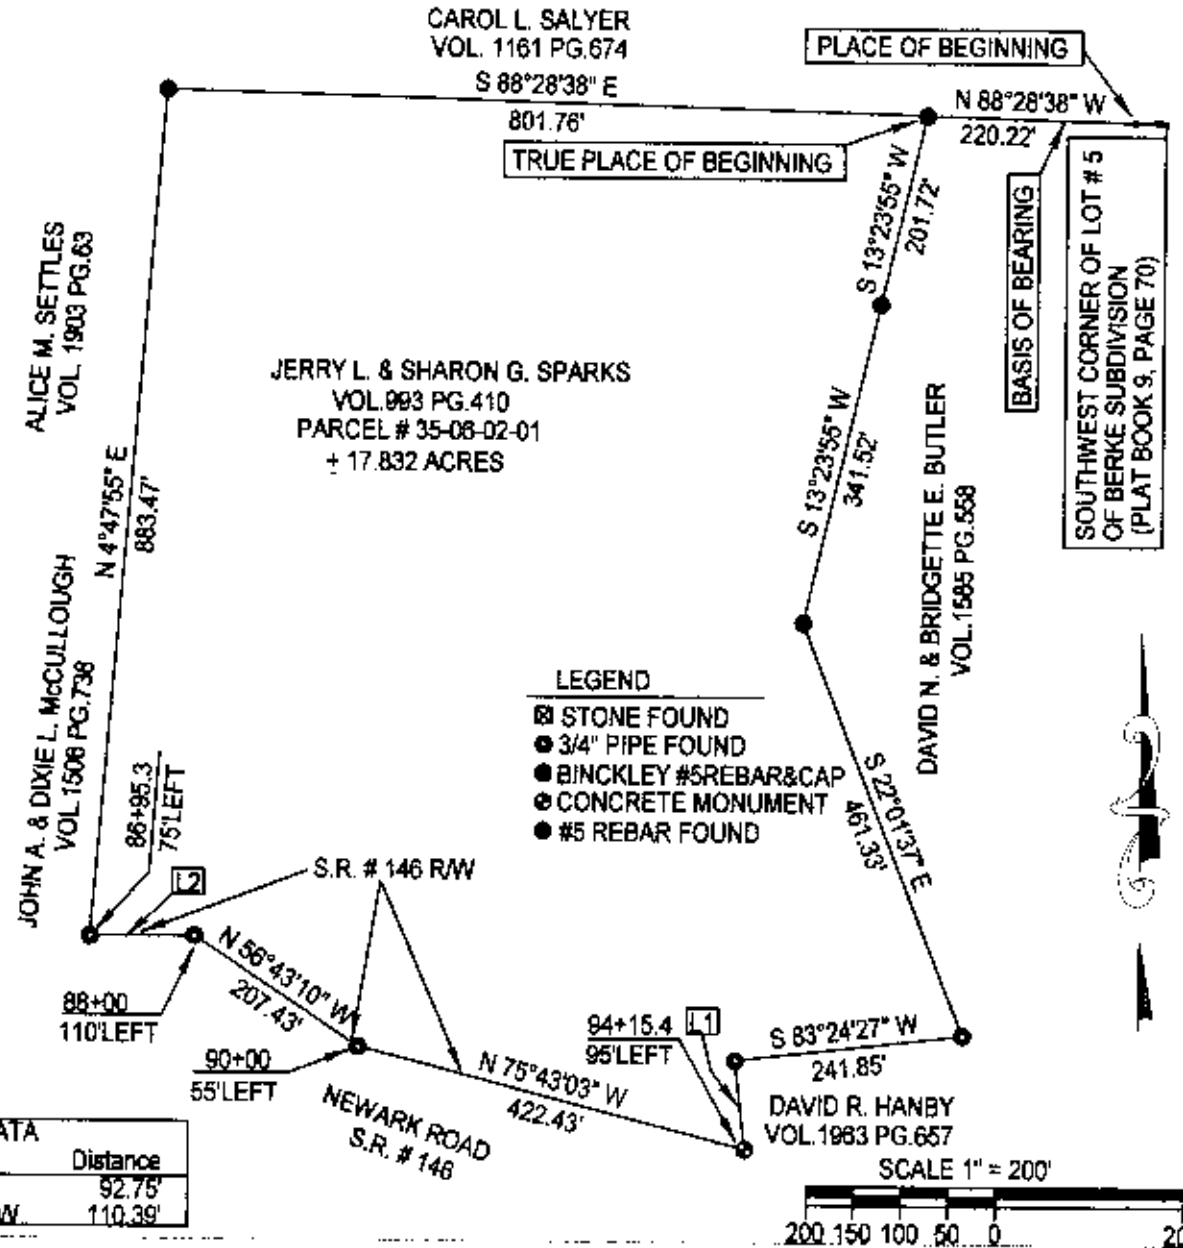 CAROL L. SALYER
VOL. 1161 PG.674
S 88°28'38" E
801.76'
PLACE OF BEGINNING
N 88°28'38" W
220.22'
TRUE PLACE OF BEGINNING
BASIS OF BEARING
SOUTHWEST CORNER OF LOT # 5
OF BERKE SUBDIVISION
(PLAT BOOK 9, PAGE 70)
S 13°23'55" W
201.72'
ALICE M. SETTLES
VOL. 1903 PG.63
JERRY L. & SHARON G. SPARKS
VOL.993 PG.410
PARCEL # 35-06-02-01
± 17.832 ACRES
S 13°23'55" W
341.52'
DAVID N. & BRIDGETTE E. BUTLER
VOL.1585 PG.558
N 4°47'55" E
883.47'
JOHN A. & DIXIE L. McCULLOUGH
VOL.1506 PG.736
LEGEND
STONE FOUND
3/4" PIPE FOUND
BINCKLEY #5REBAR&CAP
CONCRETE MONUMENT
#5 REBAR FOUND
S 22°01'37" E
461.33'
86+95.3
75'LEFT
L2
S.R. # 146 R/W
N 56°43'10" W
207.43'
88+00
110'LEFT
90+00
55'LEFT
N 75°43'03" W
422.43'
NEWARK ROAD
S.R. # 146
94+15.4
95'LEFT
L1
S 83°24'27" W
241.85'
DAVID R. HANBY
VOL.1963 PG.657
ATA
Distance
92.75'
W 110.39'
SCALE 1" = 200'
200 150 100 50 0 20